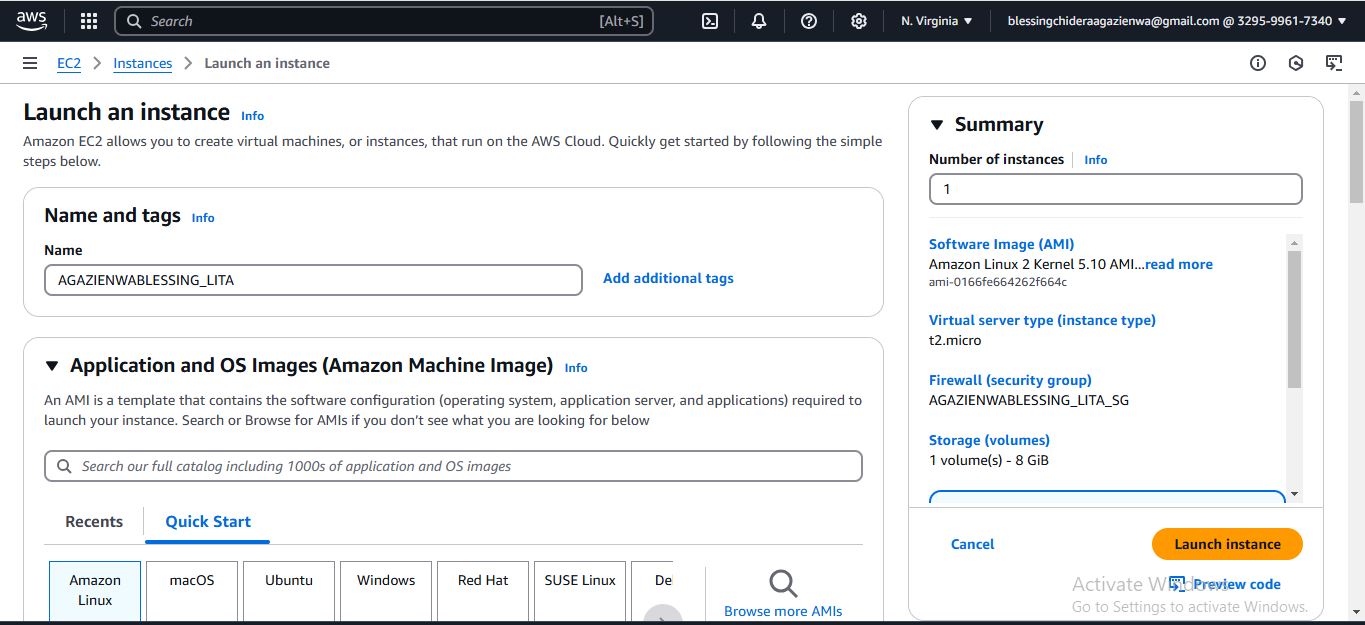 aws
Search [Alt+S]
N. Virginia
blessingchideraagazienwa@gmail.com @ 3295-9961-7340
EC2 > Instances > Launch an instance
Launch an instance Info
Amazon EC2 allows you to create virtual machines, or instances, that run on the AWS Cloud. Quickly get started by following the simple
steps below.
Name and tags Info
Name
AGAZIENWABLESSING_LITA
Add additional tags
Application and OS Images (Amazon Machine Image) Info
An AMI is a template that contains the software configuration (operating system, application server, and applications) required to
launch your instance. Search or Browse for AMIs if you don't see what you are looking for below
Search our full catalog including 1000s of application and OS images
Recents
Quick Start
Amazon
Linux
macOS
Ubuntu
Windows
Red Hat
SUSE Linux
De
Browse more AMIs
Summary
Number of instances Info
1
Software Image (AMI)
Amazon Linux 2 Kernel 5.10 AMI...read more
ami-0166fe664262f664c
Virtual server type (instance type)
t2.micro
Firewall (security group)
AGAZIENWABLESSING_LITA_SG
Storage (volumes)
1 volume(s) - 8 GiB
Cancel
Launch instance
Preview code
Activate Windows
Go to Settings to activate Windows.